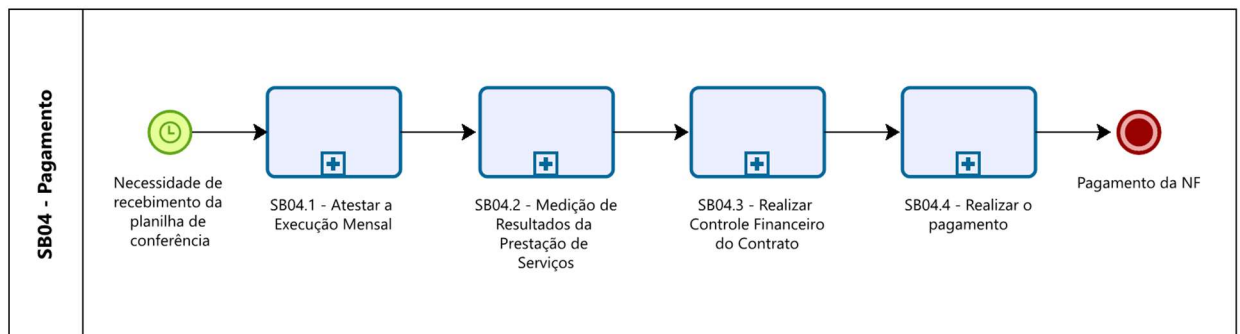 SB04 - Pagamento
Necessidade de
recebimento da
planilha de
conferência
SB04.1 - Atestar a
Execução Mensal
SB04.2 - Medição de
Resultados da
Prestação de
Serviços
SB04.3 - Realizar
Controle Financeiro
do Contrato
SB04.4 - Realizar o
pagamento
Pagamento da NF